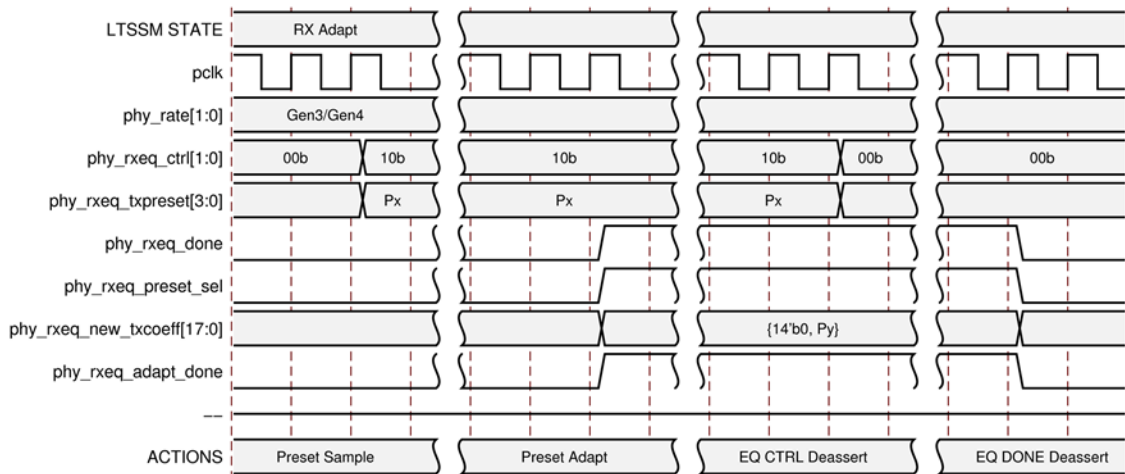 LTSSM STATE RX Adapt
pclk
phy_rate[1:0] Gen3/Gen4
phy_rxeq_ctrl[1:0] 00b 10b 10b 10b 00b 00b
phy_rxeq_txpreset[3:0] Px Px Px
phy_rxeq_done
phy_rxeq_preset_sel
phy_rxeq_new_txcoeff[17:0] {14'b0, Py}
phy_rxeq_adapt_done
--
ACTIONS Preset Sample Preset Adapt EQ CTRL Deassert EQ DONE Deassert